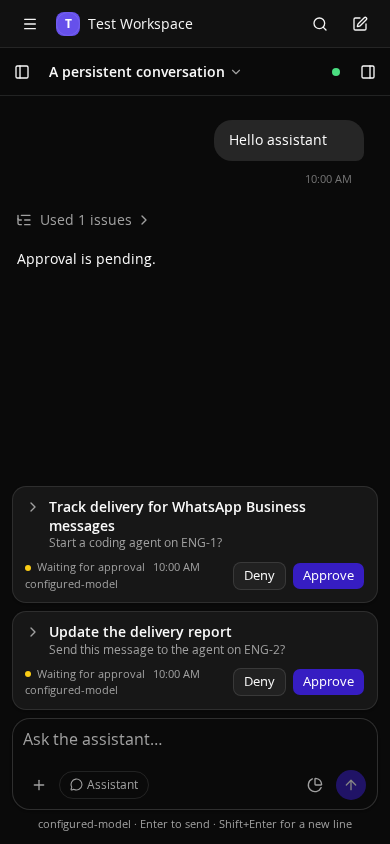 T Test Workspace
A persistent conversation
Hello assistant
10:00 AM
Used 1 issues
Approval is pending.
Track delivery for WhatsApp Business
messages
Start a coding agent on ENG-1?
Waiting for approval 10:00 AM
configured-model
Deny Approve
Update the delivery report
Send this message to the agent on ENG-2?
Waiting for approval 10:00 AM
configured-model
Deny Approve
Ask the assistant...
Assistant
configured-model · Enter to send · Shift+Enter for a new line